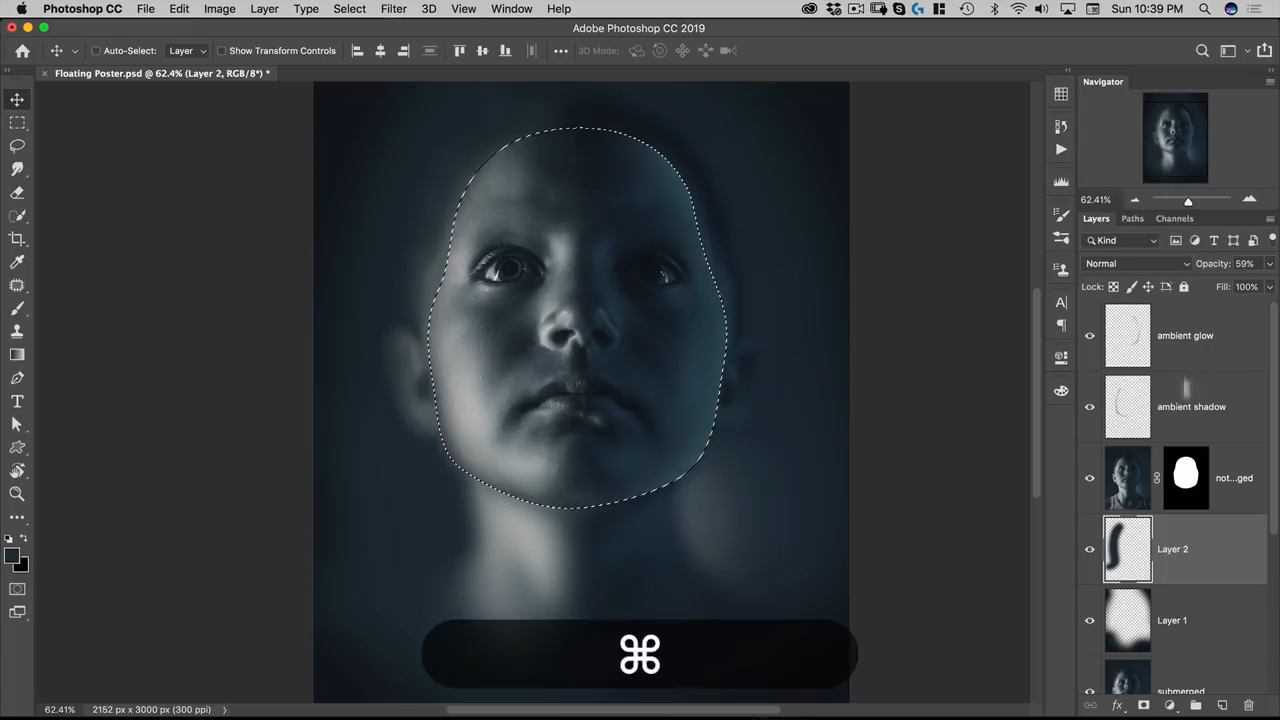 Photoshop CC File Edit Image Layer Type Select Filter 3D View Window Help Sun 10:39 PM
Adobe Photoshop CC 2019
Auto-Select: Layer Show Transform Controls 3D Mode:
Floating Poster.psd @ 62.4% (Layer 2, RGB/8*) *
Navigator
62.41%
Layers Paths Channels
Kind
Normal Opacity: 59%
Lock: Fill: 100%
ambient glow
ambient shadow
not...ged
Layer 2
Layer 1
submerged
⌘
62.41% 2152 px x 3000 px (300 ppi)